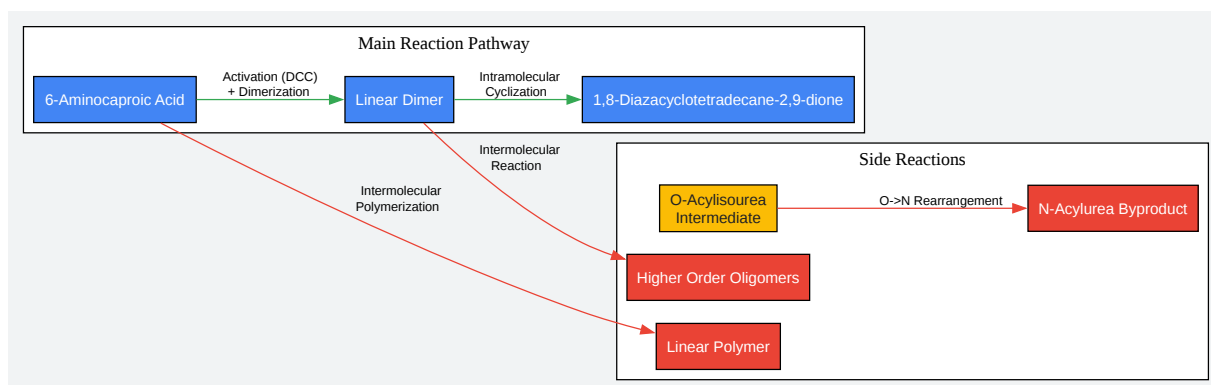 Main Reaction Pathway
6-Aminocaproic Acid
Activation (DCC)
+ Dimerization
Linear Dimer
Intramolecular
Cyclization
1,8-Diazacyclotetradecane-2,9-dione
Intermolecular
Reaction
Intermolecular
Polymerization
Side Reactions
O-Acylisourea
Intermediate
O->N Rearrangement
N-Acylurea Byproduct
Higher Order Oligomers
Linear Polymer